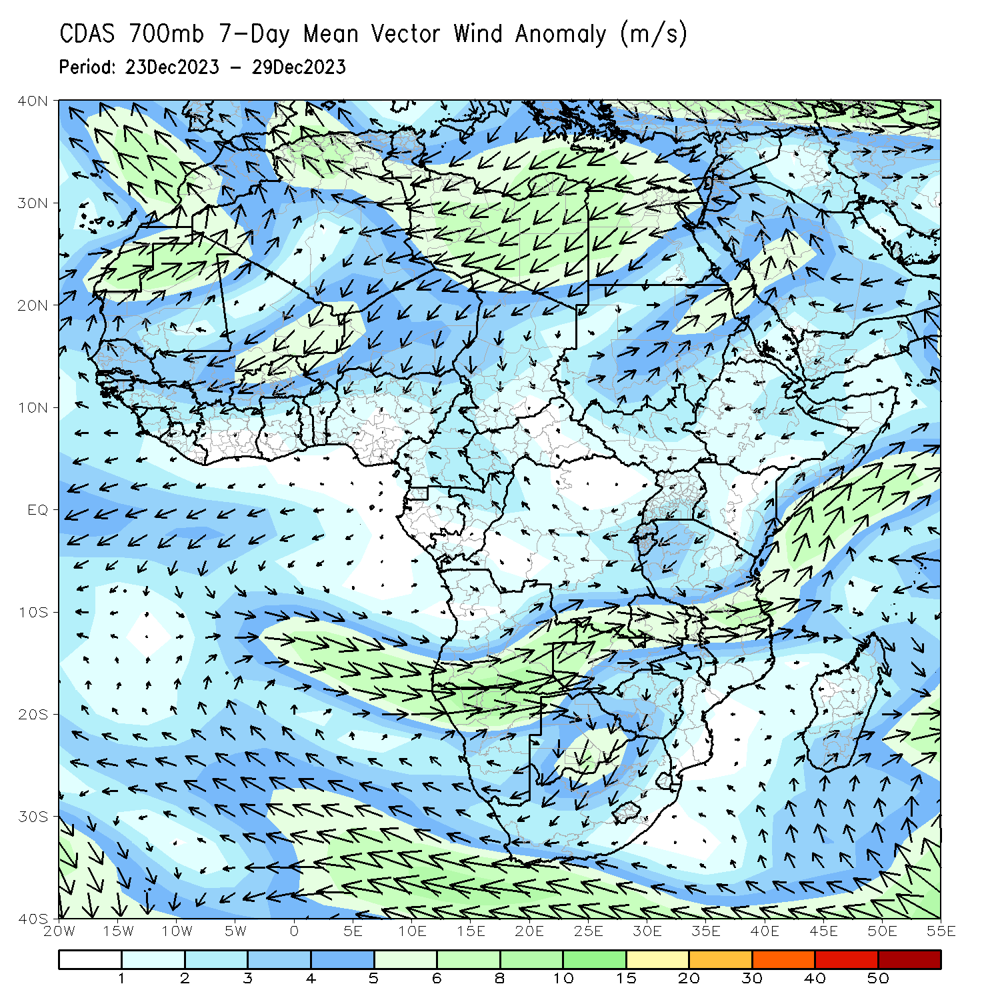 CDAS 700mb 7-Day Mean Vector Wind Anomaly (m/s)
Period: 23Dec2023 - 29Dec2023
40N
30N
20N
10N
EQ
10S
20S
30S
40S
20W 15W 10W 5W 0 5E 10E 15E 20E 25E 30E 35E 40E 45E 50E 55E
1 2 3 4 5 6 8 10 15 20 30 40 50